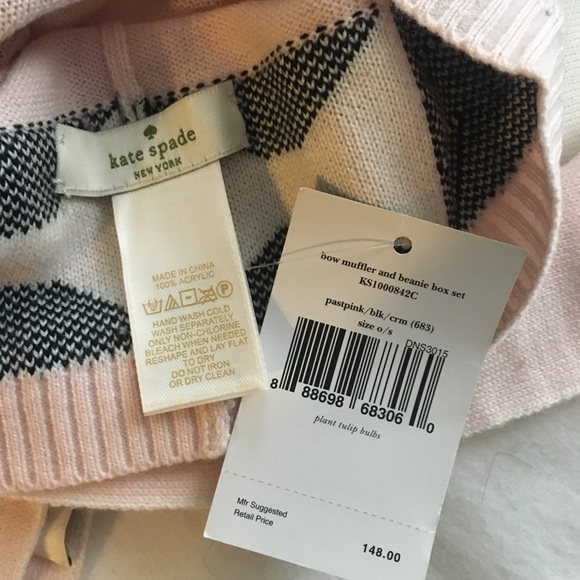 kate spade
NEW YORK
MADE IN CHINA
100% ACRYLIC
P
HAND WASH COLD
WASH SEPARATELY
ONLY NON-CHLORINE
BLEACH WHEN NEEDED
RESHAPE AND LAY FLAT
TO DRY
DO NOT IRON
OR DRY CLEAN
bow muffler and beanie box set
KS1000842C
pastpink/blk/crm (683)
size o/s
DNS3015
8 88698 68306 0
plant tulip bulbs
Mfr Suggested
Retail Price
148.00